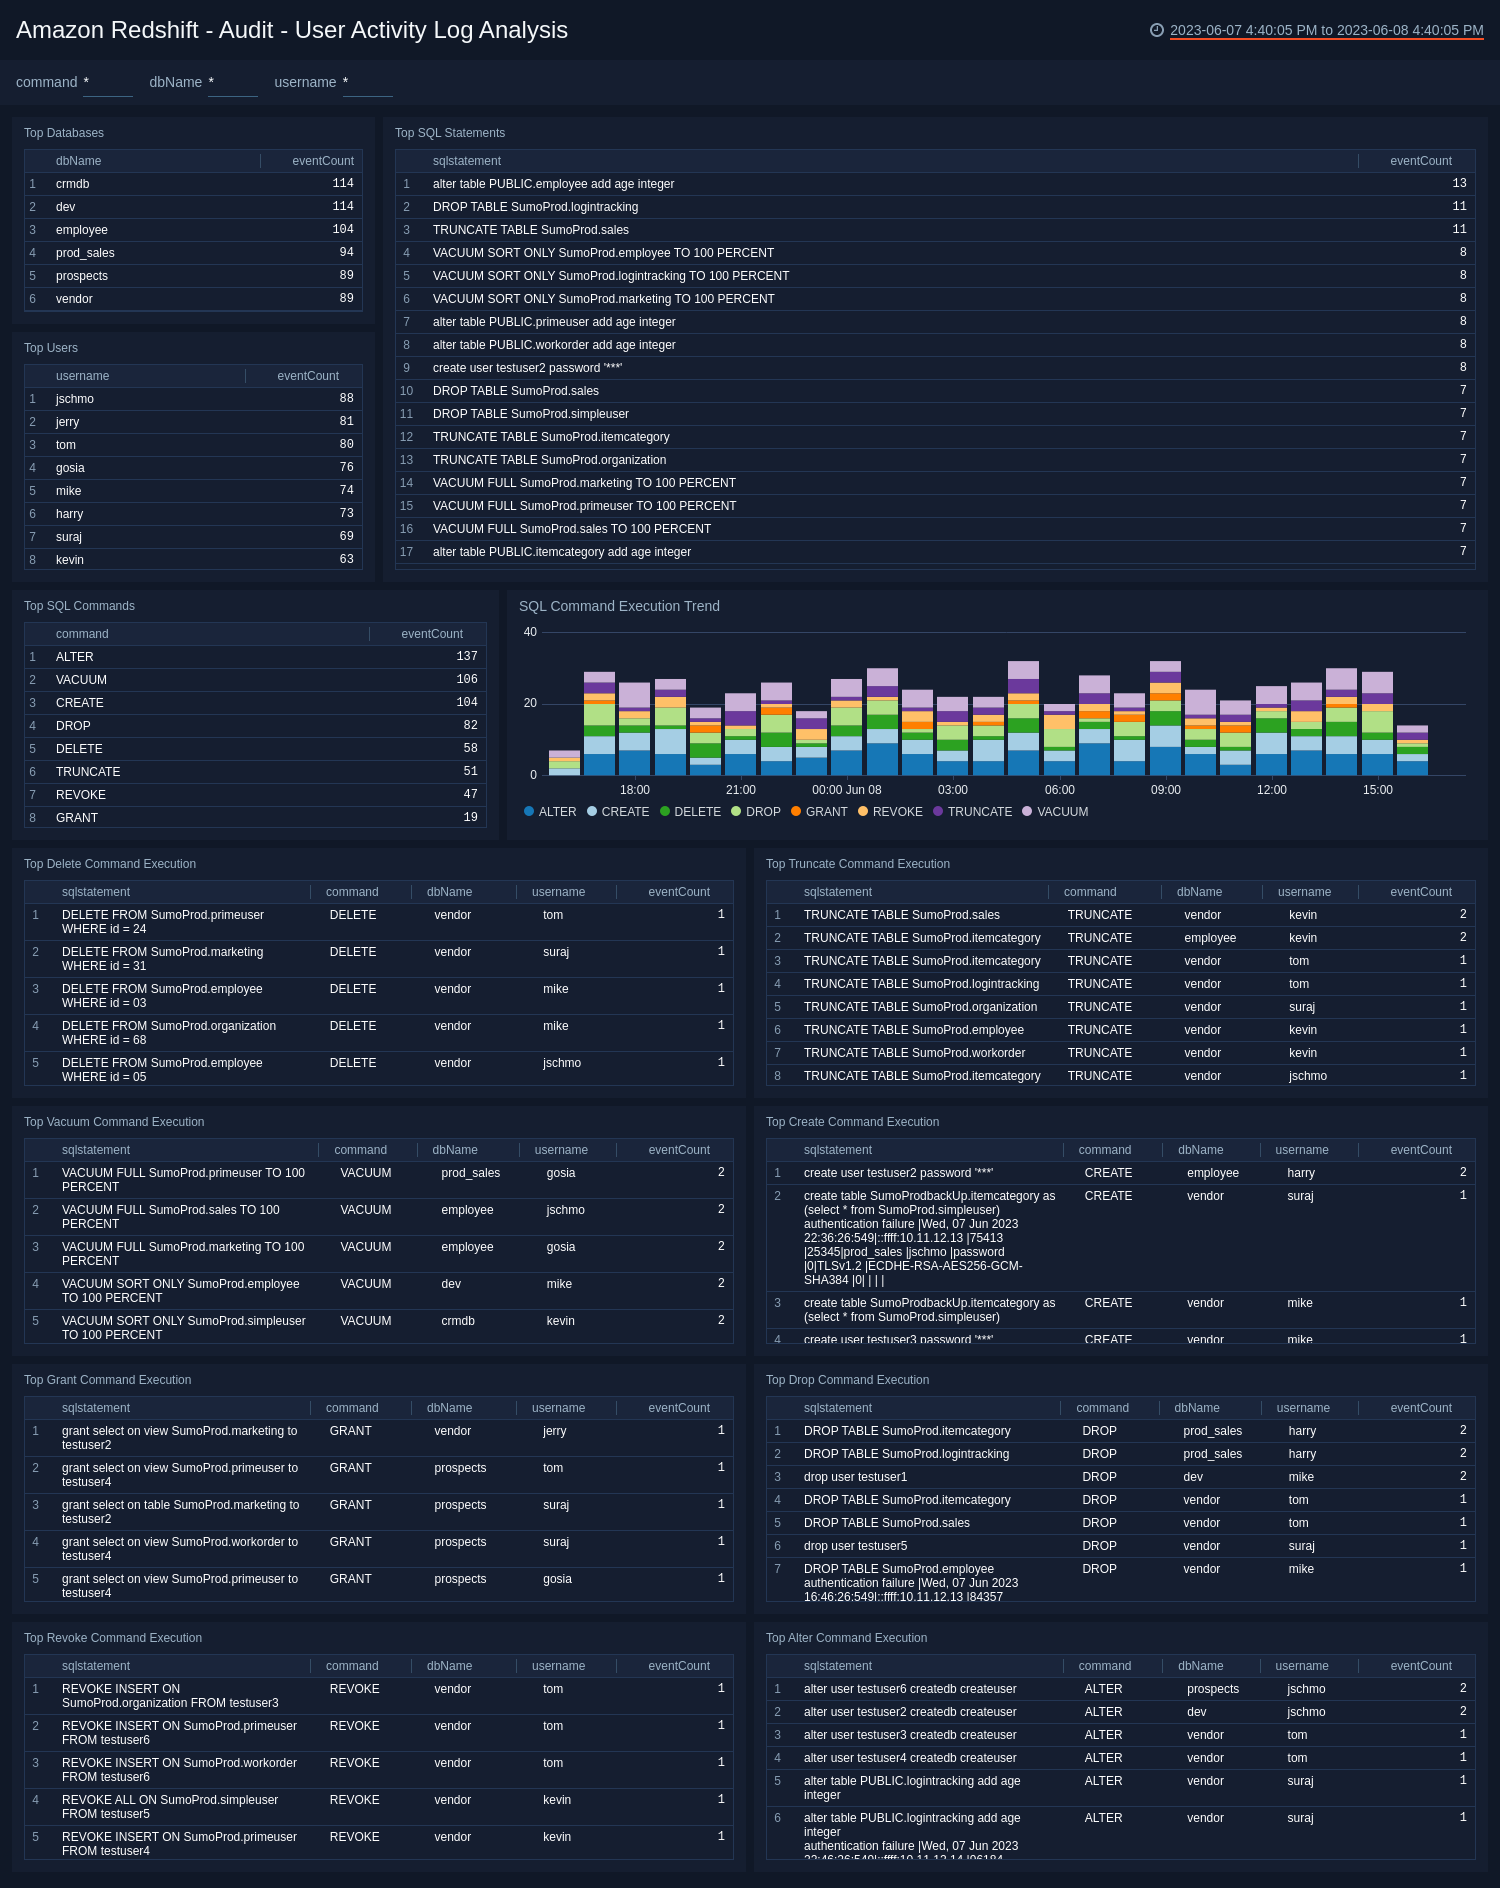 Amazon Redshift - Audit - User Activity Log Analysis
2023-06-07 4:40:05 PM to 2023-06-08 4:40:05 PM
command * dbName * username *
Top Databases
dbName eventCount
1 crmdb 114
2 dev 114
3 employee 104
4 prod_sales 94
5 prospects 89
6 vendor 89
Top SQL Statements
sqlstatement eventCount
1 alter table PUBLIC.employee add age integer 13
2 DROP TABLE SumoProd.logintracking 11
3 TRUNCATE TABLE SumoProd.sales 11
4 VACUUM SORT ONLY SumoProd.employee TO 100 PERCENT 8
5 VACUUM SORT ONLY SumoProd.logintracking TO 100 PERCENT 8
6 VACUUM SORT ONLY SumoProd.marketing TO 100 PERCENT 8
7 alter table PUBLIC.primeuser add age integer 8
8 alter table PUBLIC.workorder add age integer 8
9 create user testuser2 password '***' 8
10 DROP TABLE SumoProd.sales 7
11 DROP TABLE SumoProd.simpleuser 7
12 TRUNCATE TABLE SumoProd.itemcategory 7
13 TRUNCATE TABLE SumoProd.organization 7
14 VACUUM FULL SumoProd.marketing TO 100 PERCENT 7
15 VACUUM FULL SumoProd.primeuser TO 100 PERCENT 7
16 VACUUM FULL SumoProd.sales TO 100 PERCENT 7
17 alter table PUBLIC.itemcategory add age integer 7
Top Users
username eventCount
1 jschmo 88
2 jerry 81
3 tom 80
4 gosia 76
5 mike 74
6 harry 73
7 suraj 69
8 kevin 63
Top SQL Commands
command eventCount
1 ALTER 137
2 VACUUM 106
3 CREATE 104
4 DROP 82
5 DELETE 58
6 TRUNCATE 51
7 REVOKE 47
8 GRANT 19
SQL Command Execution Trend
40
20
0
18:00 21:00 00:00 Jun 08 03:00 06:00 09:00 12:00 15:00
ALTER CREATE DELETE DROP GRANT REVOKE TRUNCATE VACUUM
Top Delete Command Execution
sqlstatement command dbName username eventCount
1 DELETE FROM SumoProd.primeuser DELETE vendor tom 1
WHERE id = 24
2 DELETE FROM SumoProd.marketing DELETE vendor suraj 1
WHERE id = 31
3 DELETE FROM SumoProd.employee DELETE vendor mike 1
WHERE id = 03
4 DELETE FROM SumoProd.organization DELETE vendor mike 1
WHERE id = 68
5 DELETE FROM SumoProd.employee DELETE vendor jschmo 1
WHERE id = 05
Top Truncate Command Execution
sqlstatement command dbName username eventCount
1 TRUNCATE TABLE SumoProd.sales TRUNCATE vendor kevin 2
2 TRUNCATE TABLE SumoProd.itemcategory TRUNCATE employee kevin 2
3 TRUNCATE TABLE SumoProd.itemcategory TRUNCATE vendor tom 1
4 TRUNCATE TABLE SumoProd.logintracking TRUNCATE vendor tom 1
5 TRUNCATE TABLE SumoProd.organization TRUNCATE vendor suraj 1
6 TRUNCATE TABLE SumoProd.employee TRUNCATE vendor kevin 1
7 TRUNCATE TABLE SumoProd.workorder TRUNCATE vendor kevin 1
8 TRUNCATE TABLE SumoProd.itemcategory TRUNCATE vendor jschmo 1
Top Vacuum Command Execution
sqlstatement command dbName username eventCount
1 VACUUM FULL SumoProd.primeuser TO 100 VACUUM prod_sales gosia 2
PERCENT
2 VACUUM FULL SumoProd.sales TO 100 VACUUM employee jschmo 2
PERCENT
3 VACUUM FULL SumoProd.marketing TO 100 VACUUM employee gosia 2
PERCENT
4 VACUUM SORT ONLY SumoProd.employee VACUUM dev mike 2
TO 100 PERCENT
5 VACUUM SORT ONLY SumoProd.simpleuser VACUUM crmdb kevin 2
TO 100 PERCENT
Top Create Command Execution
sqlstatement command dbName username eventCount
1 create user testuser2 password '***' CREATE employee harry 2
2 create table SumoProdbackUp.itemcategory as CREATE vendor suraj 1
(select * from SumoProd.simpleuser)
authentication failure |Wed, 07 Jun 2023
22:36:26:549|::ffff:10.11.12.13 |75413
|25345|prod_sales |jschmo |password
|0|TLSv1.2 |ECDHE-RSA-AES256-GCM-
SHA384 |0| | | |
3 create table SumoProdbackUp.itemcategory as CREATE vendor mike 1
(select * from SumoProd.simpleuser)
4 create user testuser3 password '***' CREATE vendor mike 1
Top Grant Command Execution
sqlstatement command dbName username eventCount
1 grant select on view SumoProd.marketing to GRANT vendor jerry 1
testuser2
2 grant select on view SumoProd.primeuser to GRANT prospects tom 1
testuser4
3 grant select on table SumoProd.marketing to GRANT prospects suraj 1
testuser2
4 grant select on view SumoProd.workorder to GRANT prospects suraj 1
testuser4
5 grant select on view SumoProd.primeuser to GRANT prospects gosia 1
testuser4
Top Drop Command Execution
sqlstatement command dbName username eventCount
1 DROP TABLE SumoProd.itemcategory DROP prod_sales harry 2
2 DROP TABLE SumoProd.logintracking DROP prod_sales harry 2
3 drop user testuser1 DROP dev mike 2
4 DROP TABLE SumoProd.itemcategory DROP vendor tom 1
5 DROP TABLE SumoProd.sales DROP vendor tom 1
6 drop user testuser5 DROP vendor suraj 1
7 DROP TABLE SumoProd.employee DROP vendor mike 1
authentication failure |Wed, 07 Jun 2023
16:46:26:549|::ffff:10.11.12.13 |84357
Top Revoke Command Execution
sqlstatement command dbName username eventCount
1 REVOKE INSERT ON REVOKE vendor tom 1
SumoProd.organization FROM testuser3
2 REVOKE INSERT ON SumoProd.primeuser REVOKE vendor tom 1
FROM testuser6
3 REVOKE INSERT ON SumoProd.workorder REVOKE vendor tom 1
FROM testuser6
4 REVOKE ALL ON SumoProd.simpleuser REVOKE vendor kevin 1
FROM testuser5
5 REVOKE INSERT ON SumoProd.primeuser REVOKE vendor kevin 1
FROM testuser4
Top Alter Command Execution
sqlstatement command dbName username eventCount
1 alter user testuser6 createdb createuser ALTER prospects jschmo 2
2 alter user testuser2 createdb createuser ALTER dev jschmo 2
3 alter user testuser3 createdb createuser ALTER vendor tom 1
4 alter user testuser4 createdb createuser ALTER vendor tom 1
5 alter table PUBLIC.logintracking add age ALTER vendor suraj 1
integer
6 alter table PUBLIC.logintracking add age ALTER vendor suraj 1
integer
authentication failure |Wed, 07 Jun 2023